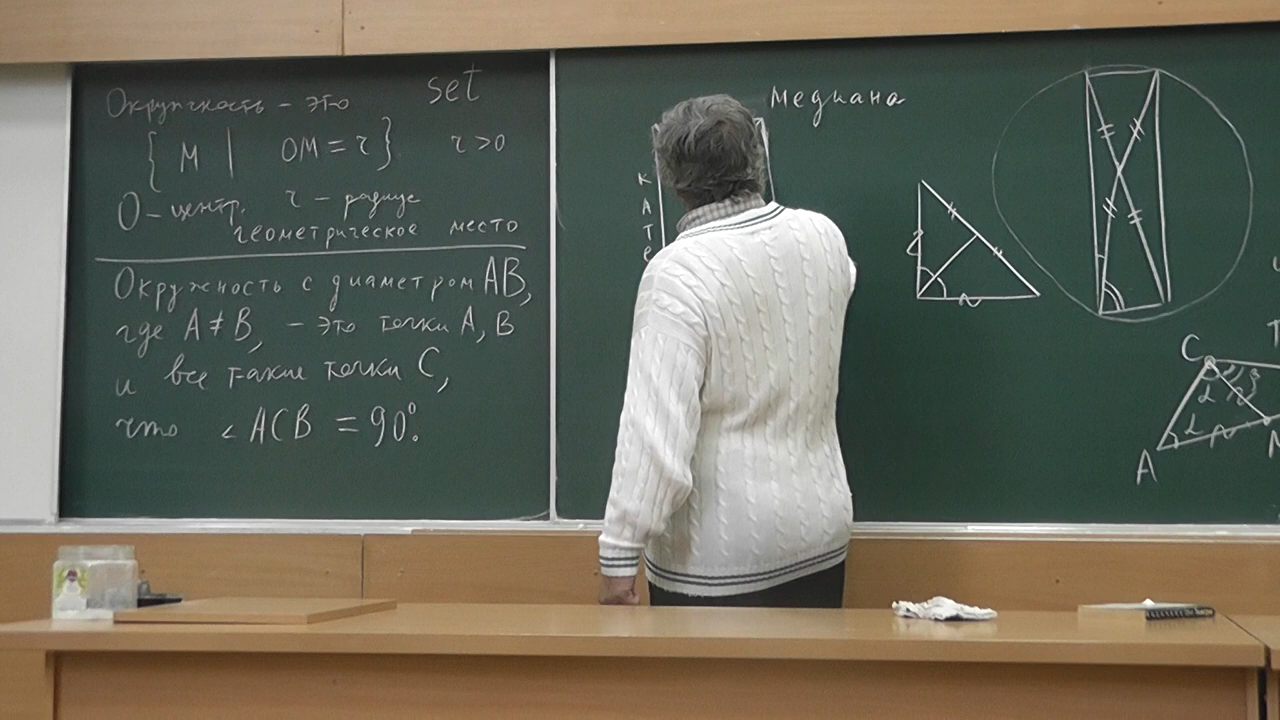 Окружность - это set
{ M | OM = r } r > 0
O - центр. r - радиус
геометрическое место
Окружность с диаметром AB,
где A ≠ B, - это точки A, B
и все такие точки C,
что ∠ ACB = 90°.
Медиана
КАТЕ
C
α
α
A